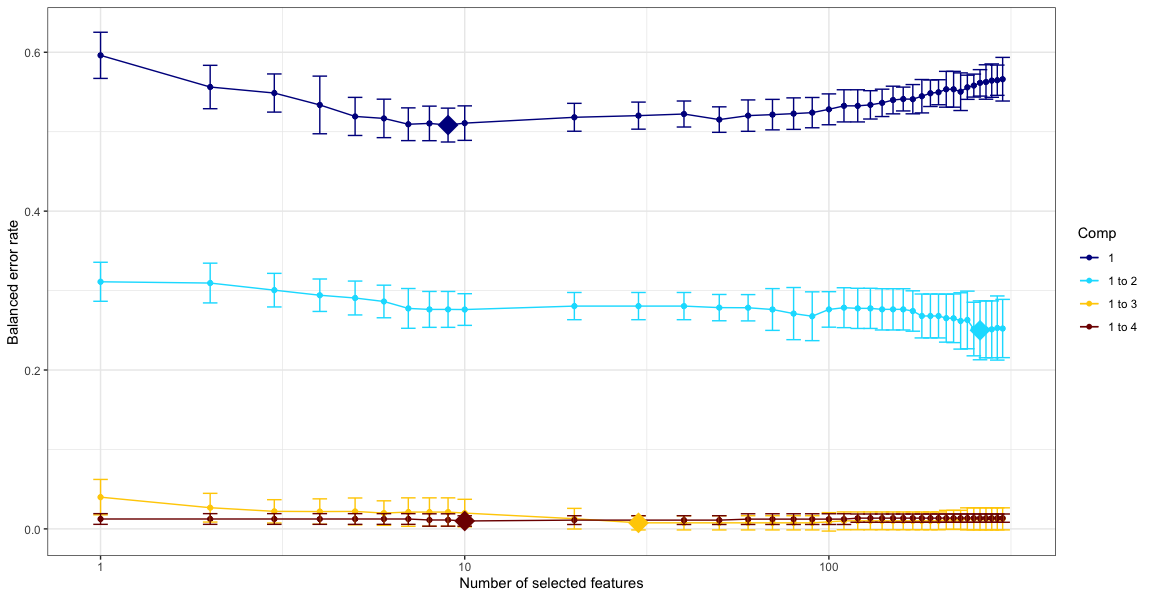 Balanced error rate
0.6
0.4
0.2
0.0
1
10
100
Number of selected features
Comp
1
1 to 2
1 to 3
1 to 4